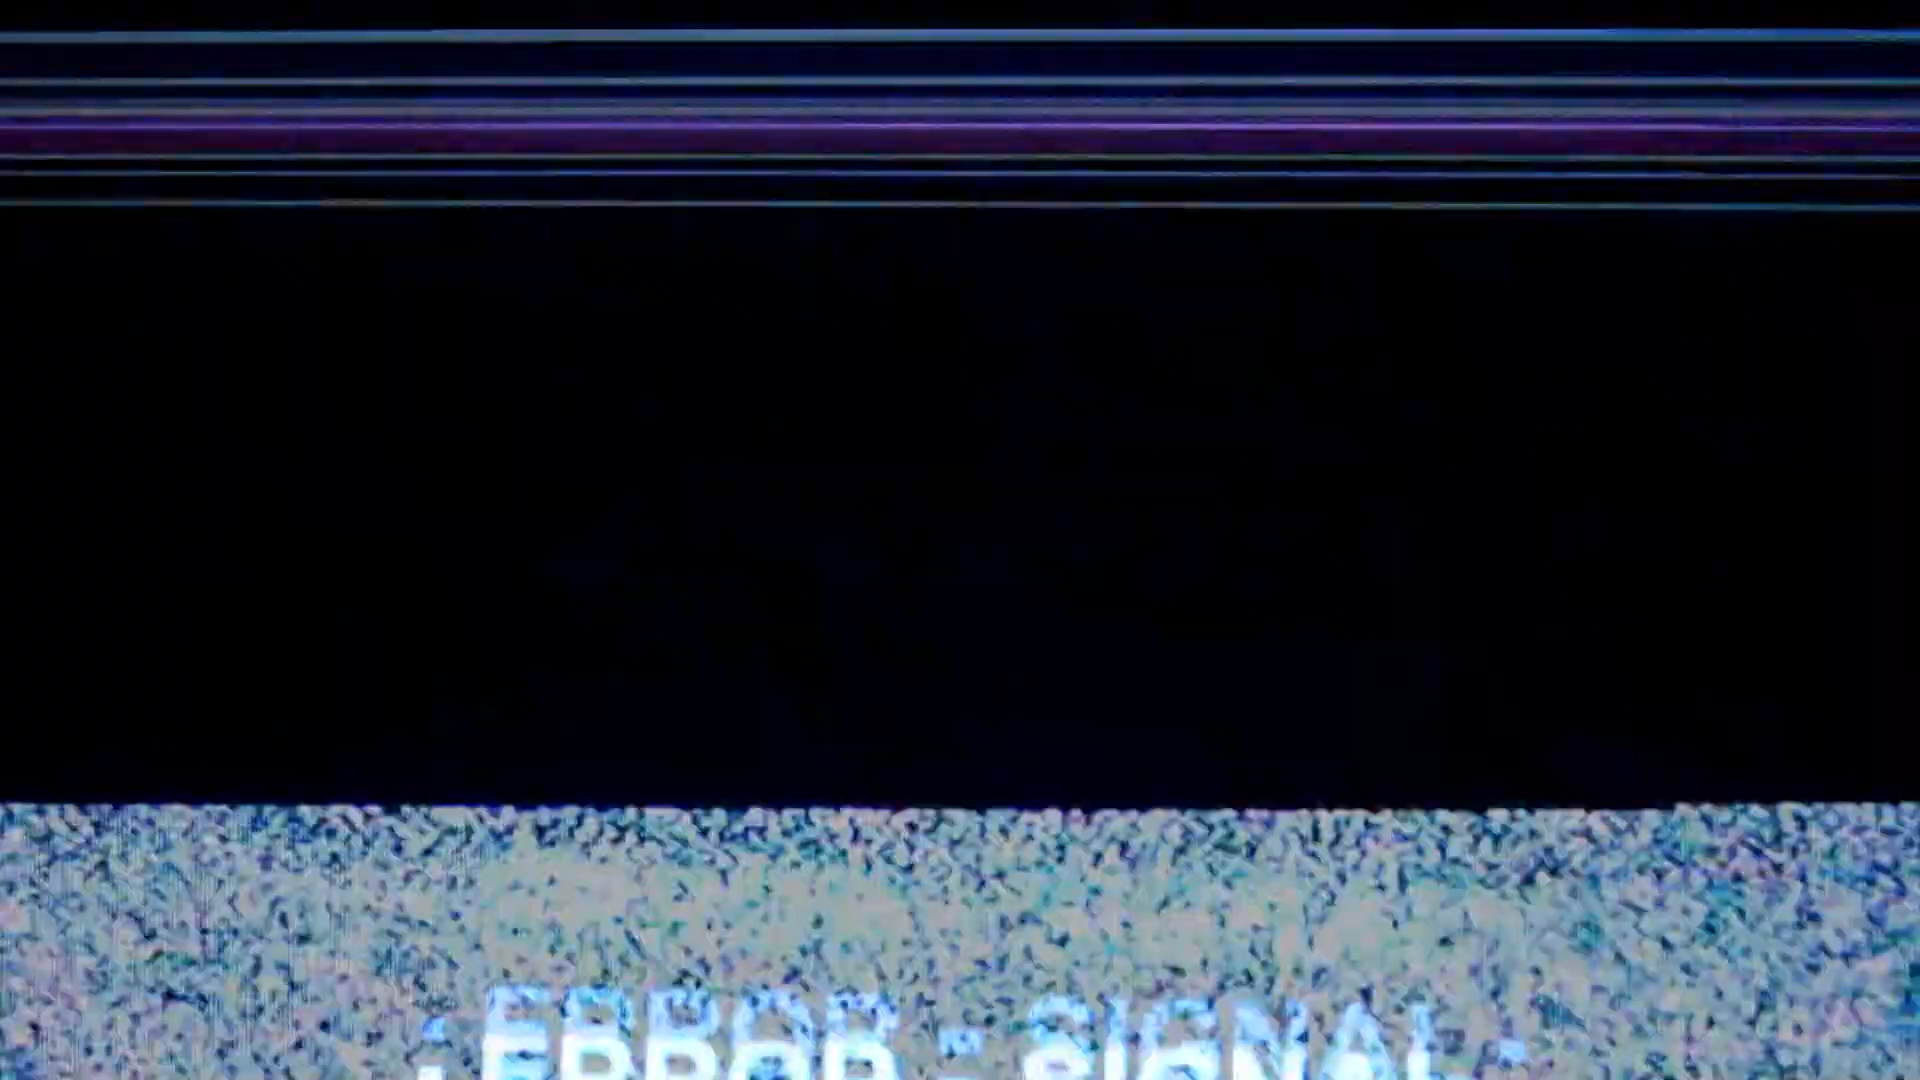 . ERROR - SIGNAL .